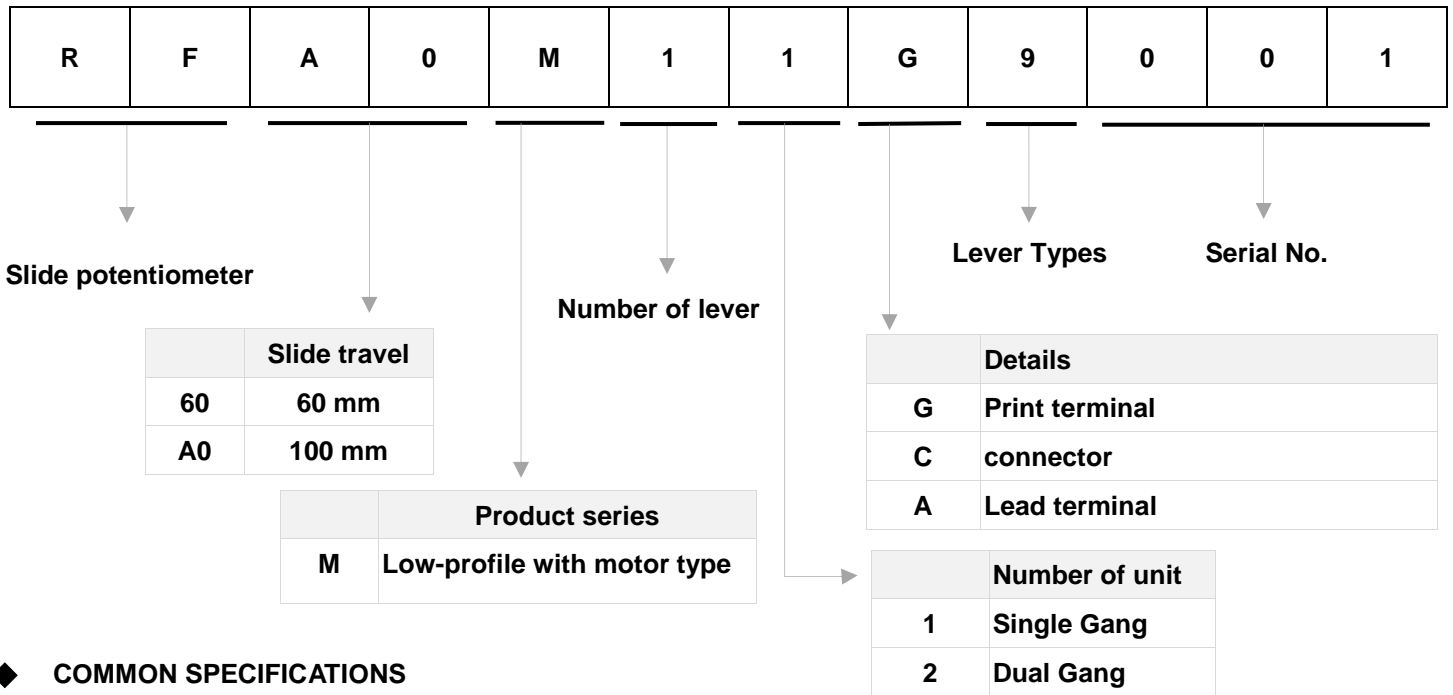 R F A 0 M 1 1 G 9 0 0 1
Slide potentiometer
Number of lever
Lever Types
Serial No.
Slide travel
60 60 mm
A0 100 mm
Product series
M Low-profile with motor type
Details
G Print terminal
C connector
A Lead terminal
Number of unit
1 Single Gang
2 Dual Gang
◆ COMMON SPECIFICATIONS